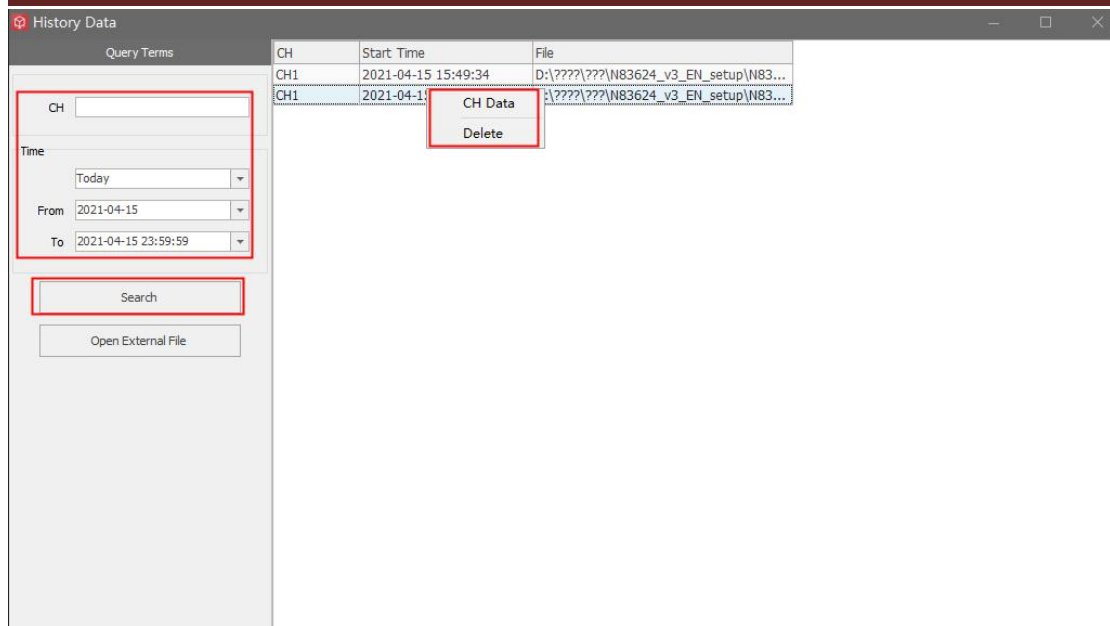 History Data
Query Terms
CH
Time
Today
From 2021-04-15
To 2021-04-15 23:59:59
Search
Open External File
CH Start Time File
CH1 2021-04-15 15:49:34 D:\????\???\N83624_v3_EN_setup\N83...
CH1 2021-04-1 :\????\???\N83624_v3_EN_setup\N83...
CH Data
Delete